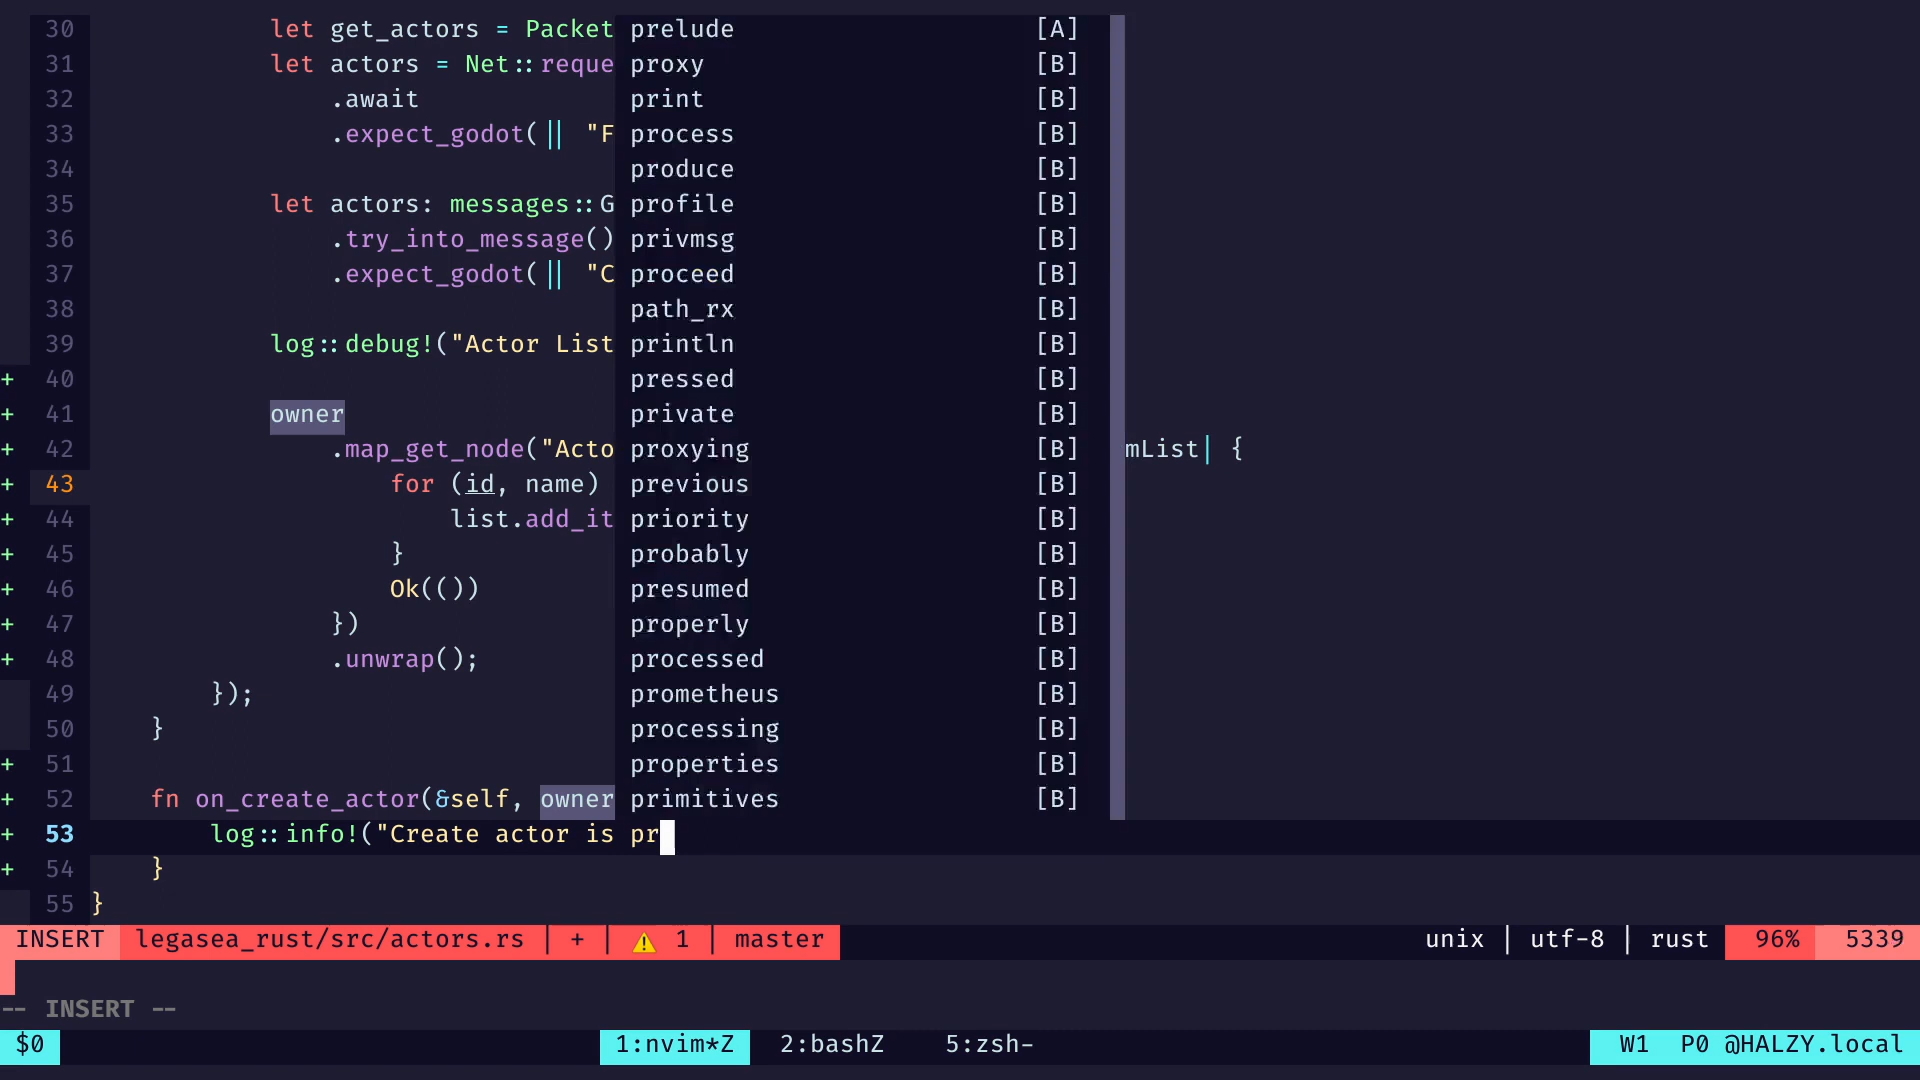 30 let get_actors = Packet prelude [A]
31 let actors = Net::reque proxy [B]
32 .await print [B]
33 .expect_godot(|| "F process [B]
34 produce [B]
35 let actors: messages::G profile [B]
36 .try_into_message() privmsg [B]
37 .expect_godot(|| "C proceed [B]
38 path_rx [B]
39 log::debug!("Actor List println [B]
+ 40 pressed [B]
+ 41 owner private [B]
+ 42 .map_get_node("Acto proxying [B] mList| {
+ 43 for (id, name) previous [B]
+ 44 list.add_it priority [B]
+ 45 } probably [B]
+ 46 Ok(()) presumed [B]
+ 47 }) properly [B]
+ 48 .unwrap(); processed [B]
49 }); prometheus [B]
50 } processing [B]
+ 51 properties [B]
+ 52 fn on_create_actor(&self, owner primitives [B]
+ 53 log::info!("Create actor is pr
+ 54 }
55 }
INSERT legasea_rust/src/actors.rs | + | ⚠ 1 | master unix | utf-8 | rust 96% 5339
-- INSERT --
$0 1:nvim*Z 2:bashZ 5:zsh- W1 P0 @HALZY.local